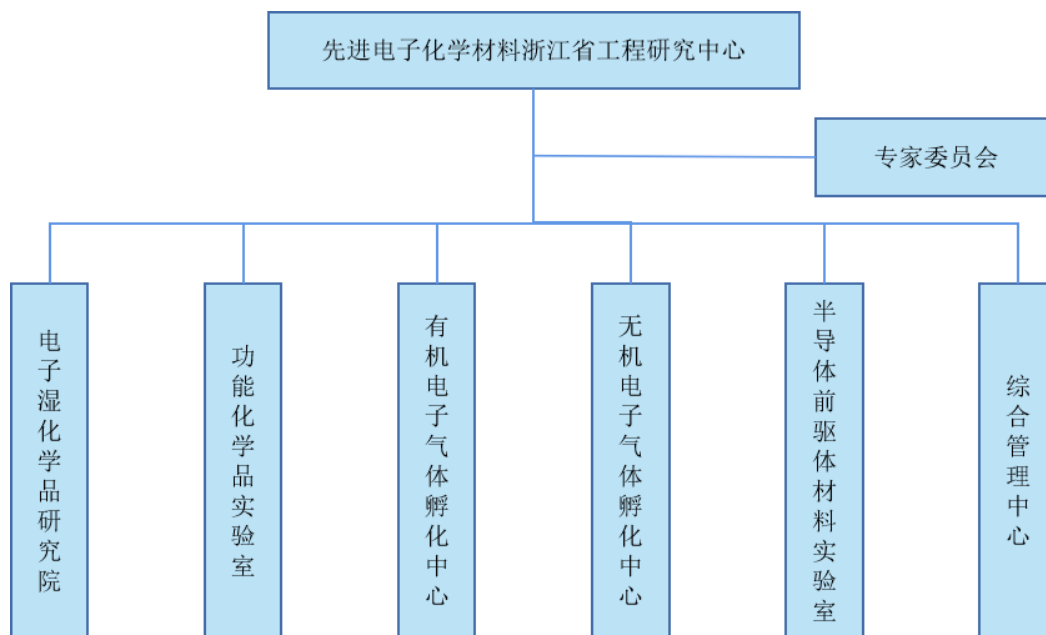 先进电子化学材料浙江省工程研究中心
专家委员会
电子湿化学品研究院
功能化学品实验室
有机电子气体孵化中心
无机电子气体孵化中心
半导体前驱体材料实验室
综合管理中心